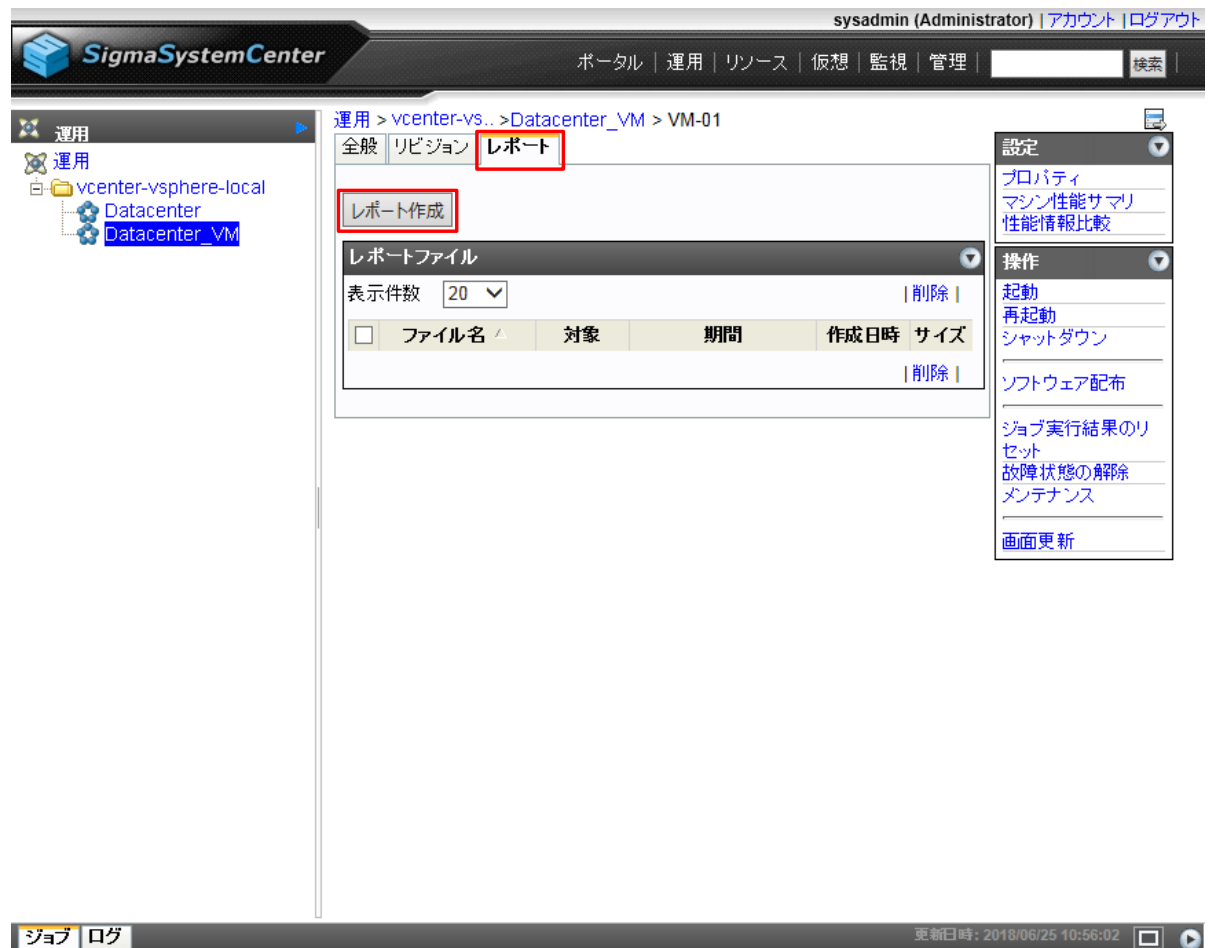 sysadmin (Administrator) | アカウント | ログアウト
SigmaSystemCenter
ポータル | 運用 | リソース | 仮想 | 監視 | 管理 | 検索 |
運用
運用
vcenter-vsphere-local
Datacenter
Datacenter_VM
運用 > vcenter-vs.. >Datacenter_VM > VM-01
全般 リビジョン レポート
レポート作成
レポートファイル
表示件数 20 | 削除 |
ファイル名 対象 期間 作成日時 サイズ
| 削除 |
設定
プロパティ
マシン性能サマリ
性能情報比較
操作
起動
再起動
シャットダウン
ソフトウェア配布
ジョブ実行結果のリ
セット
故障状態の解除
メンテナンス
画面更新
ジョブ ログ
更新日時: 2018/06/25 10:56:02